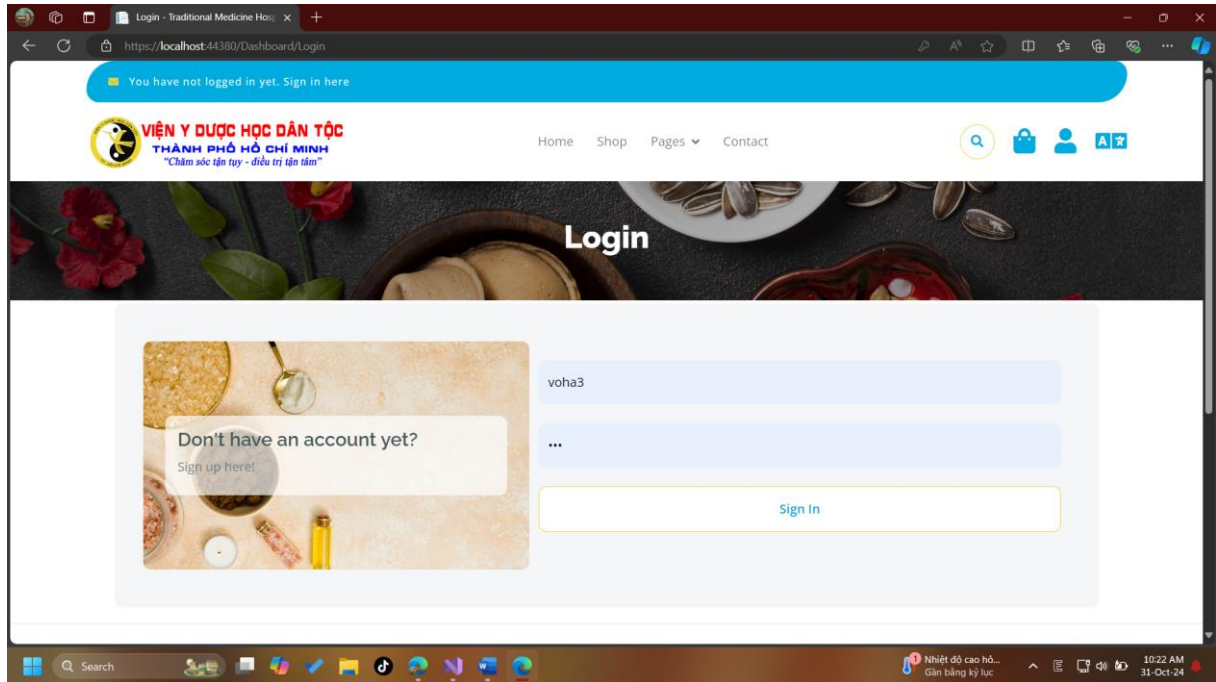 Login - Traditional Medicine Hosp
https://localhost:44380/Dashboard/Login
You have not logged in yet. Sign in here
VIỆN Y DƯỢC HỌC DÂN TỘC
THÀNH PHỐ HỒ CHÍ MINH
"Chăm sóc tận tụy - điều trị tận tâm"
Home Shop Pages Contact
Login
Don't have an account yet?
Sign up here!
voha3
•••
Sign In
Search
1
Nhiệt độ cao hô...
Gần bằng kỷ lục
10:22 AM
31-Oct-24